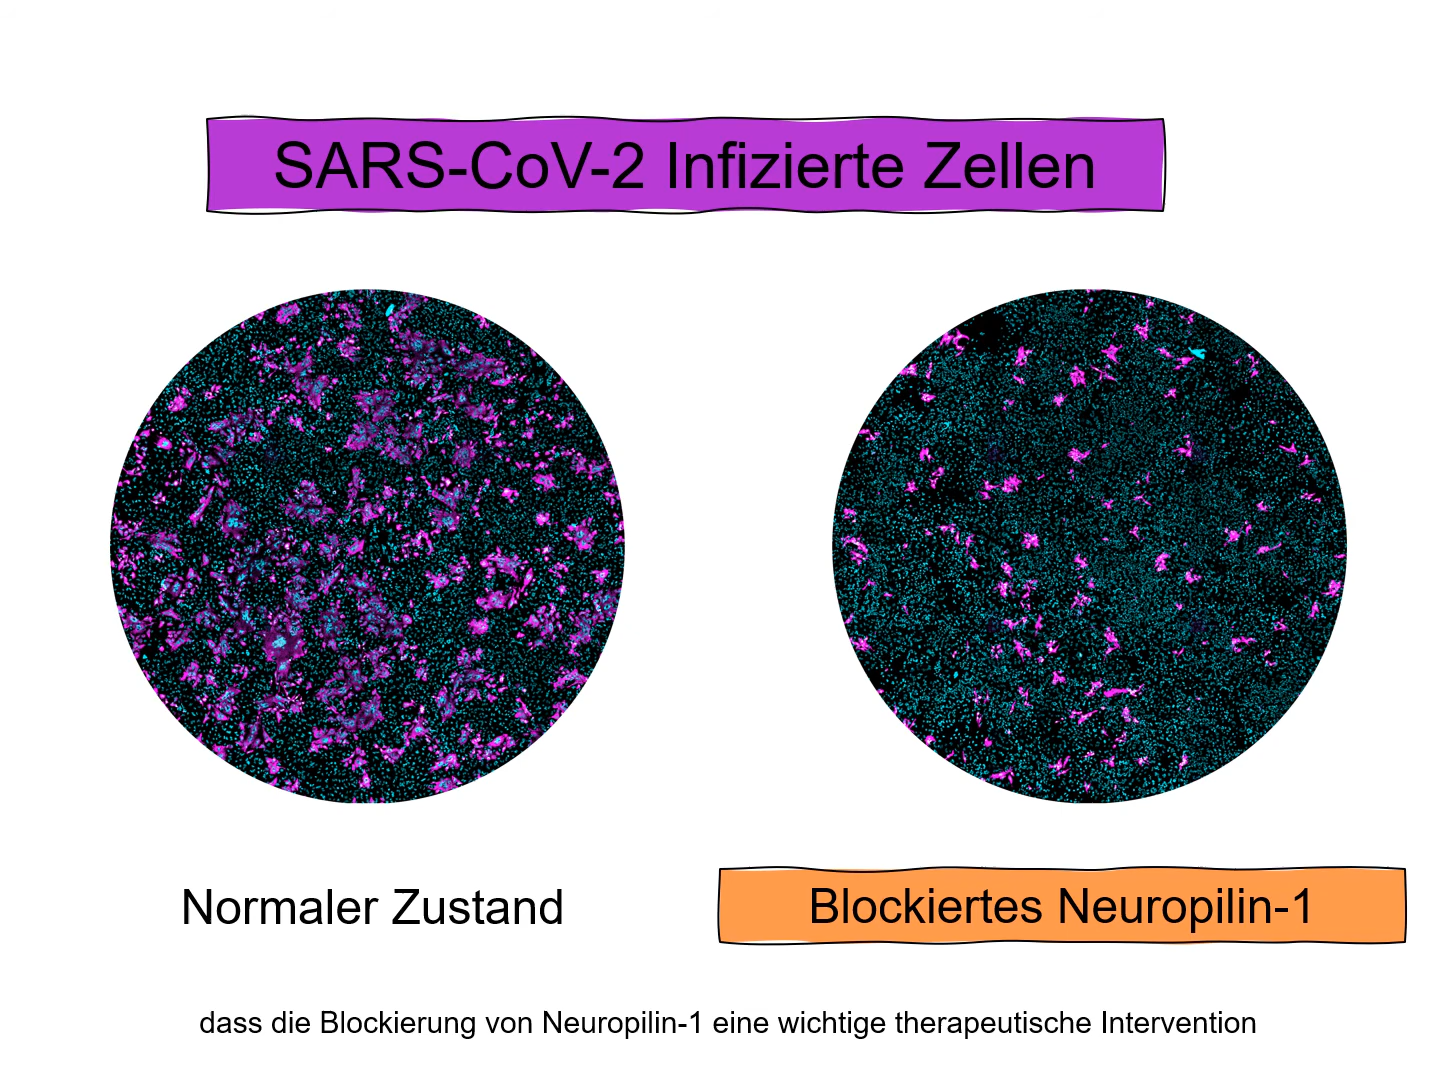 SARS-CoV-2 Infizierte Zellen
Normaler Zustand
Blockiertes Neuropilin-1
dass die Blockierung von Neuropilin-1 eine wichtige therapeutische Intervention